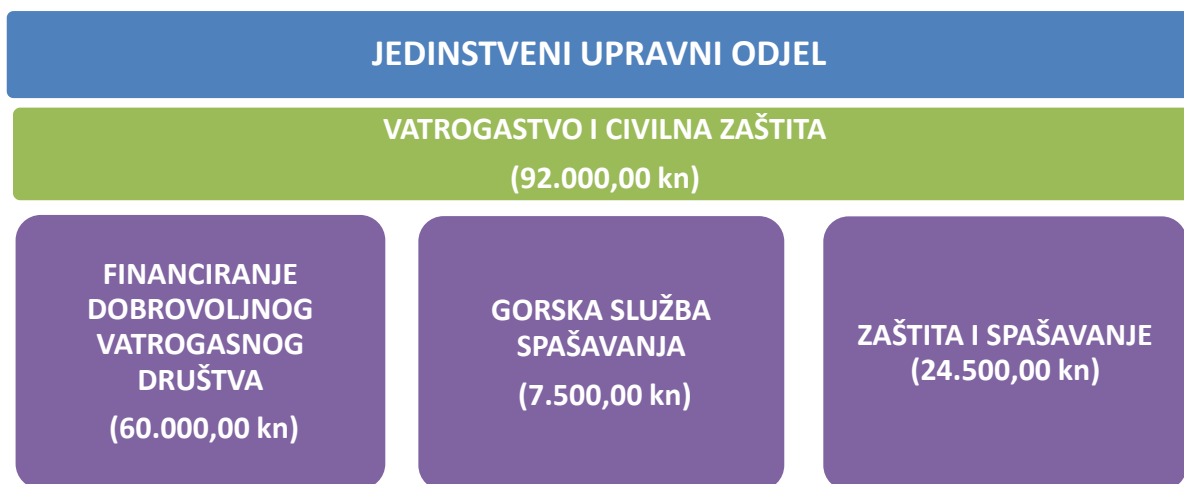 JEDINSTVENI UPRAVNI ODJEL
VATROGASTVO I CIVILNA ZAŠTITA
(92.000,00 kn)
FINANCIRANJE
DOBROVOLJNOG
VATROGASNOG
DRUŠTVA
(60.000,00 kn)
GORSKA SLUŽBA
SPAŠAVANJA
(7.500,00 kn)
ZAŠTITA I SPAŠAVANJE
(24.500,00 kn)